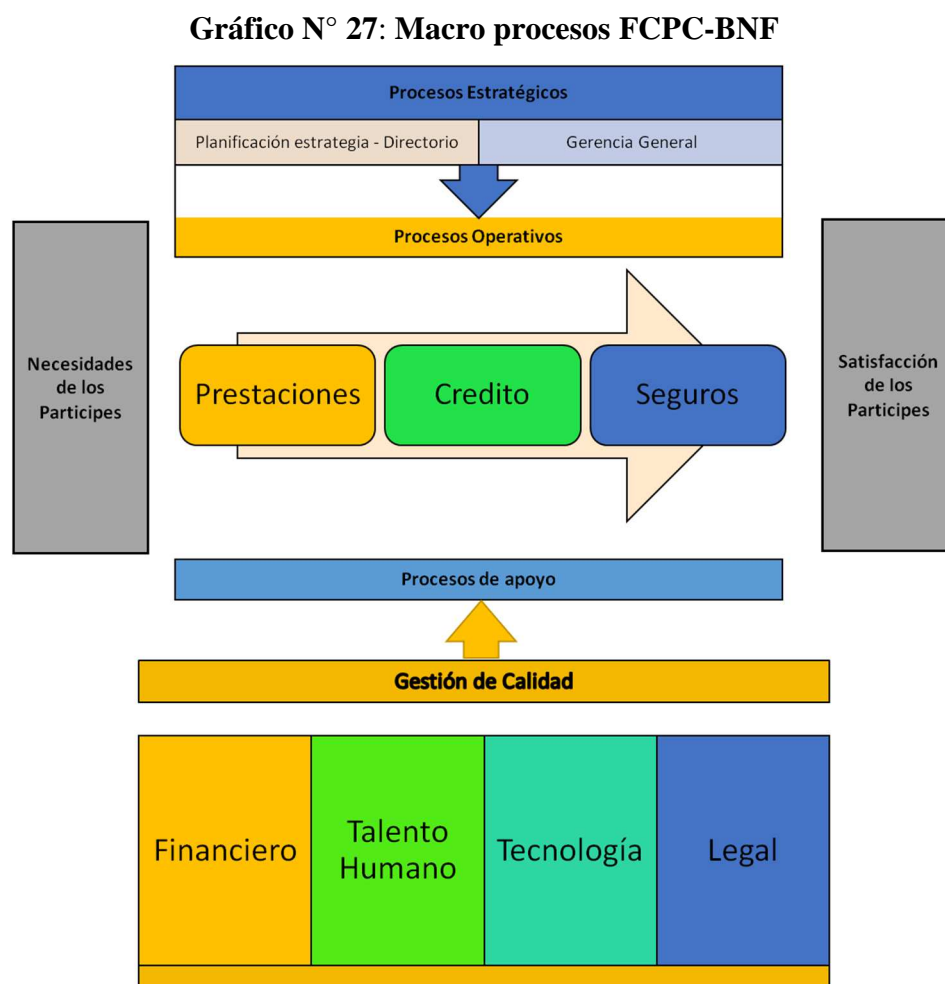 Gráfico N° 27: Macro procesos FCPC-BNF
Procesos Estratégicos
Planificación estrategia - Directorio
Gerencia General
Procesos Operativos
Necesidades
de los
Participes
Prestaciones
Credito
Seguros
Satisfacción
de los
Participes
Procesos de apoyo
Gestión de Calidad
Financiero
Talento
Humano
Tecnología
Legal